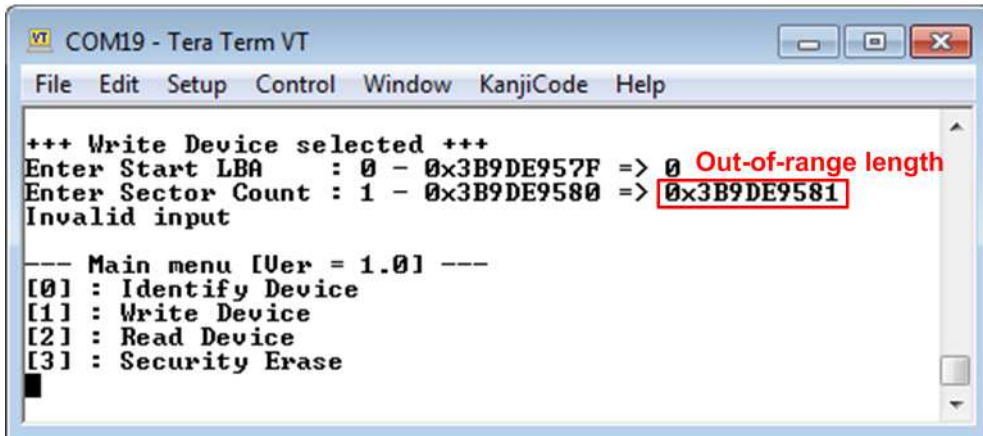 COM19 - Tera Term VT
File Edit Setup Control Window KanjiCode Help
+++ Write Device selected +++
Enter Start LBA : 0 - 0x3B9DE957F => 0 Out-of-range length
Enter Sector Count : 1 - 0x3B9DE9580 => 0x3B9DE9581
Invalid input
--- Main menu [Ver = 1.0] ---
[0] : Identify Device
[1] : Write Device
[2] : Read Device
[3] : Security Erase